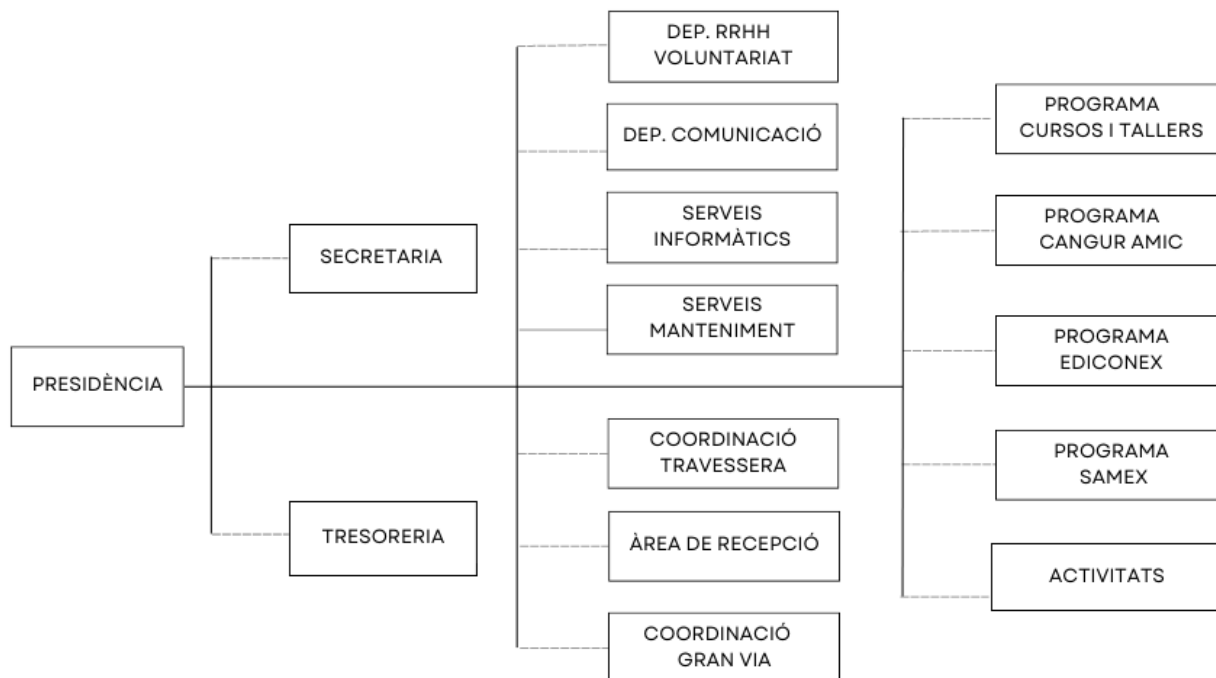 PRESIDÈNCIA
SECRETARIA
TRESORERIA
DEP. RRHH
VOLUNTARIAT
DEP. COMUNICACIÓ
SERVEIS
INFORMÀTICS
SERVEIS
MANTENIMENT
COORDINACIÓ
TRAVESSERA
ÀREA DE RECEPCIÓ
COORDINACIÓ
GRAN VIA
PROGRAMA
CURSOS I TALLERS
PROGRAMA
CANGUR AMIC
PROGRAMA
EDICONEX
PROGRAMA
SAMEX
ACTIVITATS